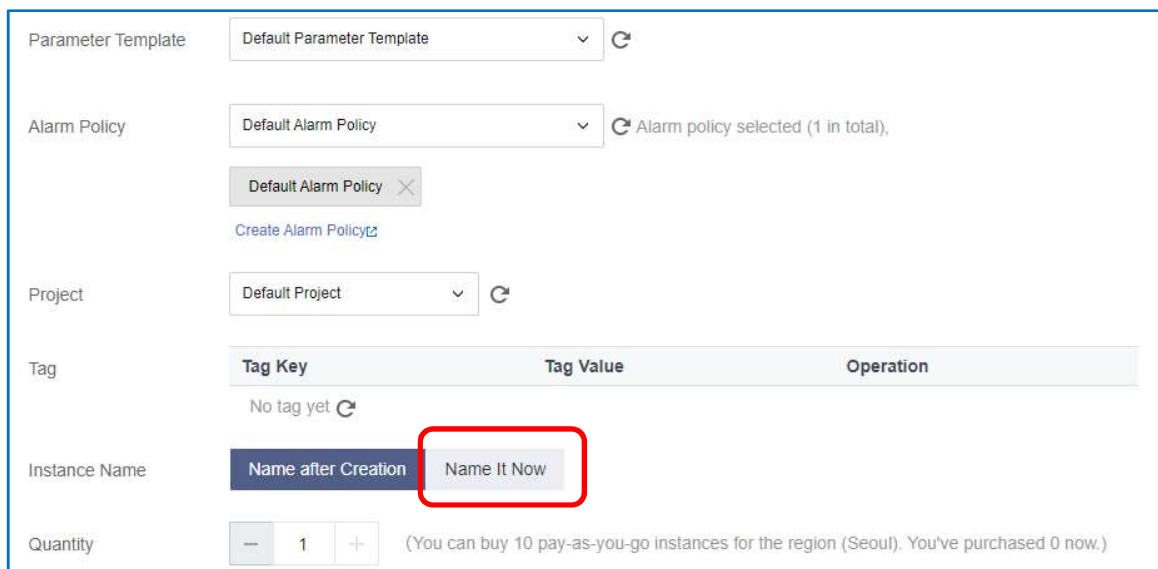 Parameter Template Default Parameter Template
Alarm Policy Default Alarm Policy Alarm policy selected (1 in total),
Default Alarm Policy
Create Alarm Policy
Project Default Project
Tag Tag Key Tag Value Operation
No tag yet
Instance Name Name after Creation Name It Now
Quantity 1 (You can buy 10 pay-as-you-go instances for the region (Seoul). You've purchased 0 now.)